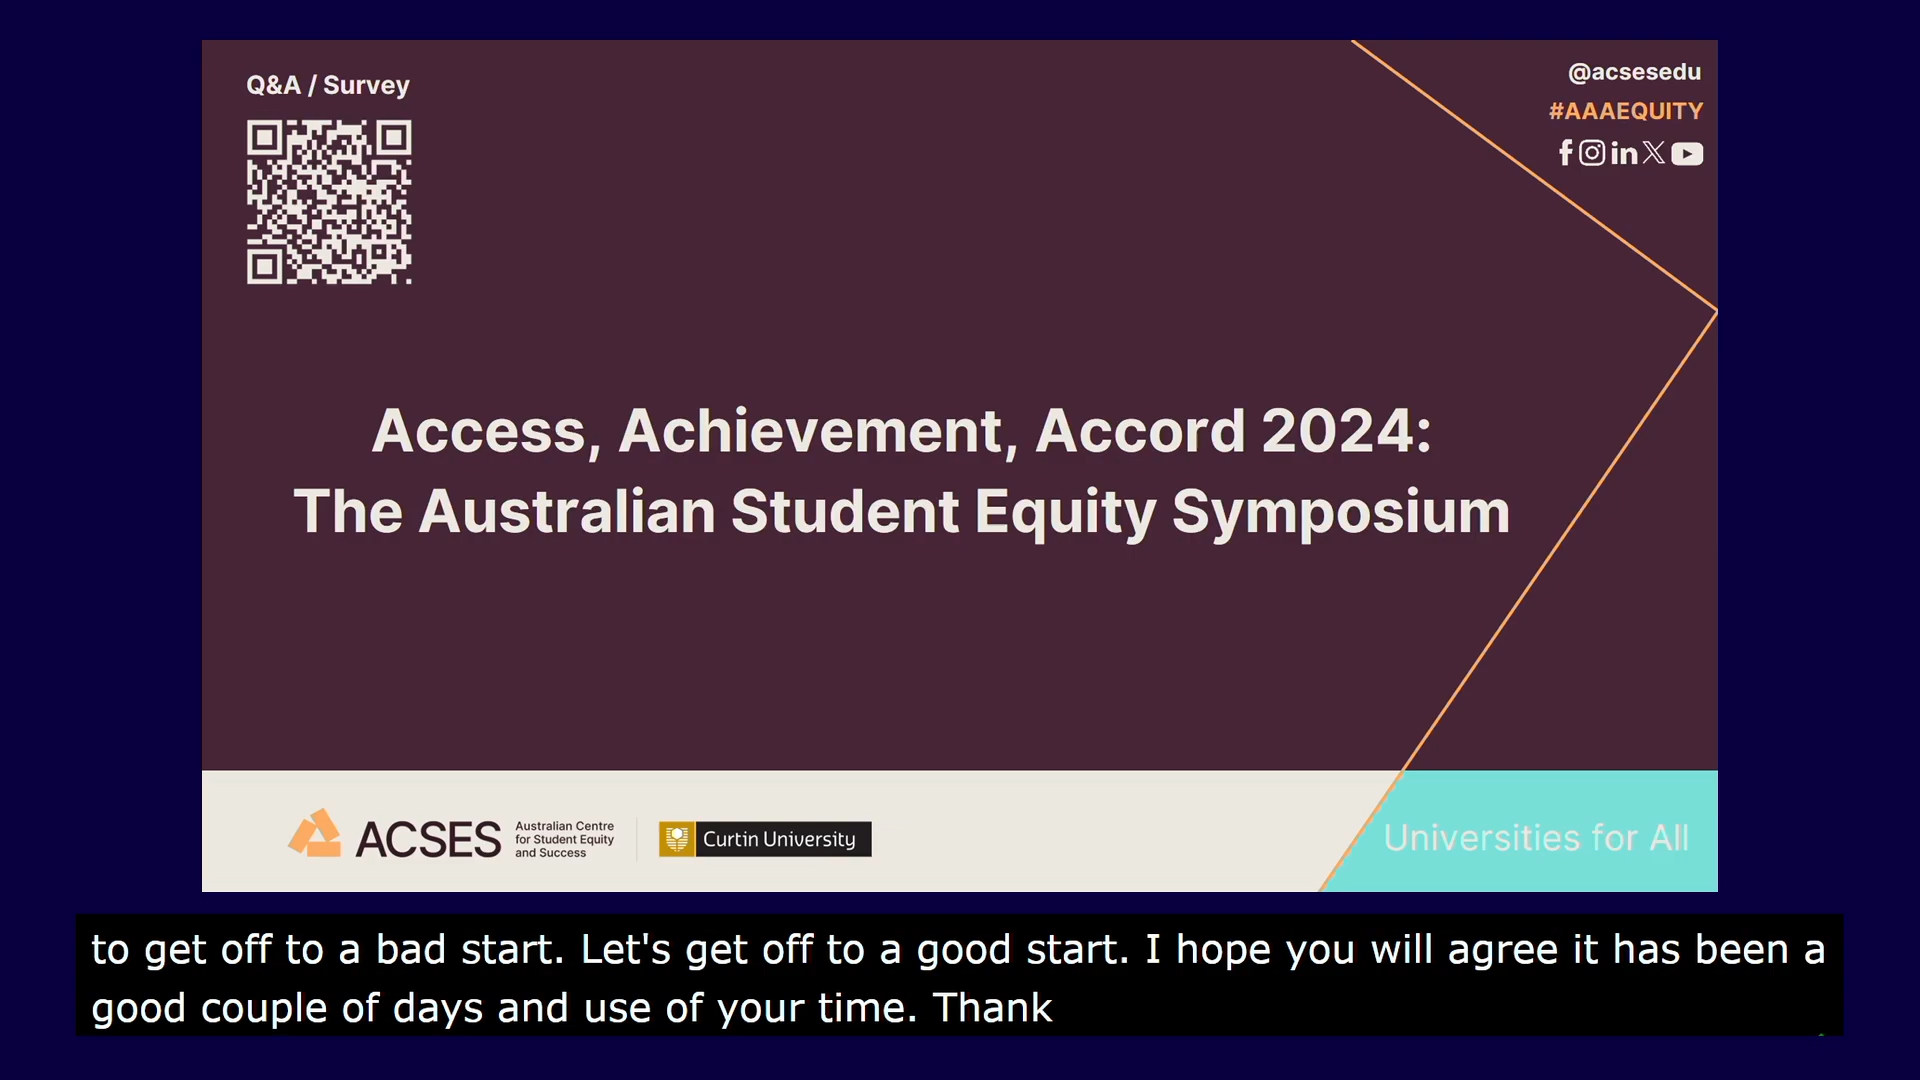 Q&A / Survey
@acsesedu
#AAAEQUITY
Access, Achievement, Accord 2024:
The Australian Student Equity Symposium
ACSES
Australian Centre
for Student Equity
and Success
Curtin University
Universities for All
to get off to a bad start. Let's get off to a good start. I hope you will agree it has been a
good couple of days and use of your time. Thank